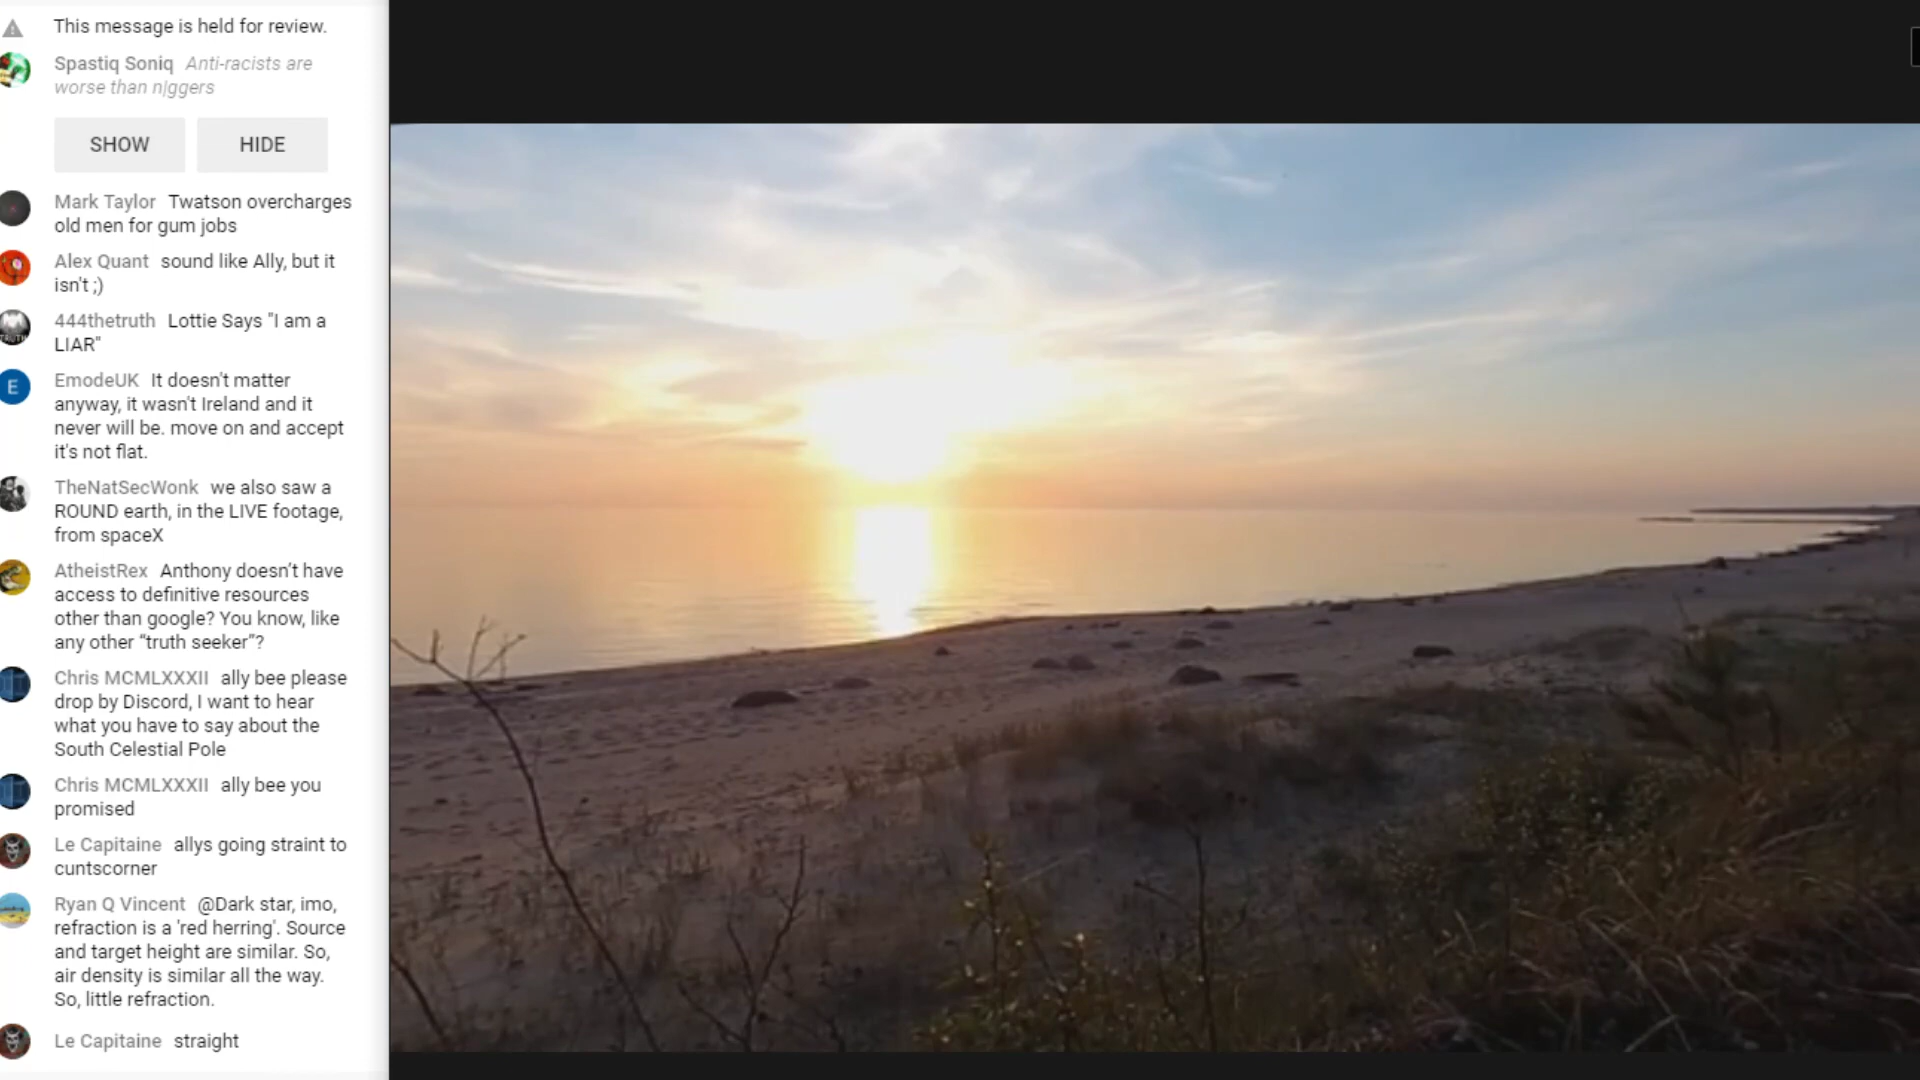 This message is held for review.
Spastiq Soniq Anti-racists are
worse than n|ggers
SHOW HIDE
Mark Taylor Twatson overcharges
old men for gum jobs
Alex Quant sound like Ally, but it
isn't ;)
444thetruth Lottie Says "I am a
LIAR"
E EmodeUK It doesn't matter
anyway, it wasn't Ireland and it
never will be. move on and accept
it's not flat.
TheNatSecWonk we also saw a
ROUND earth, in the LIVE footage,
from spaceX
AtheistRex Anthony doesn’t have
access to definitive resources
other than google? You know, like
any other “truth seeker”?
Chris MCMLXXXII ally bee please
drop by Discord, I want to hear
what you have to say about the
South Celestial Pole
Chris MCMLXXXII ally bee you
promised
Le Capitaine allys going straint to
cuntscorner
Ryan Q Vincent @Dark star, imo,
refraction is a 'red herring'. Source
and target height are similar. So,
air density is similar all the way.
So, little refraction.
Le Capitaine straight